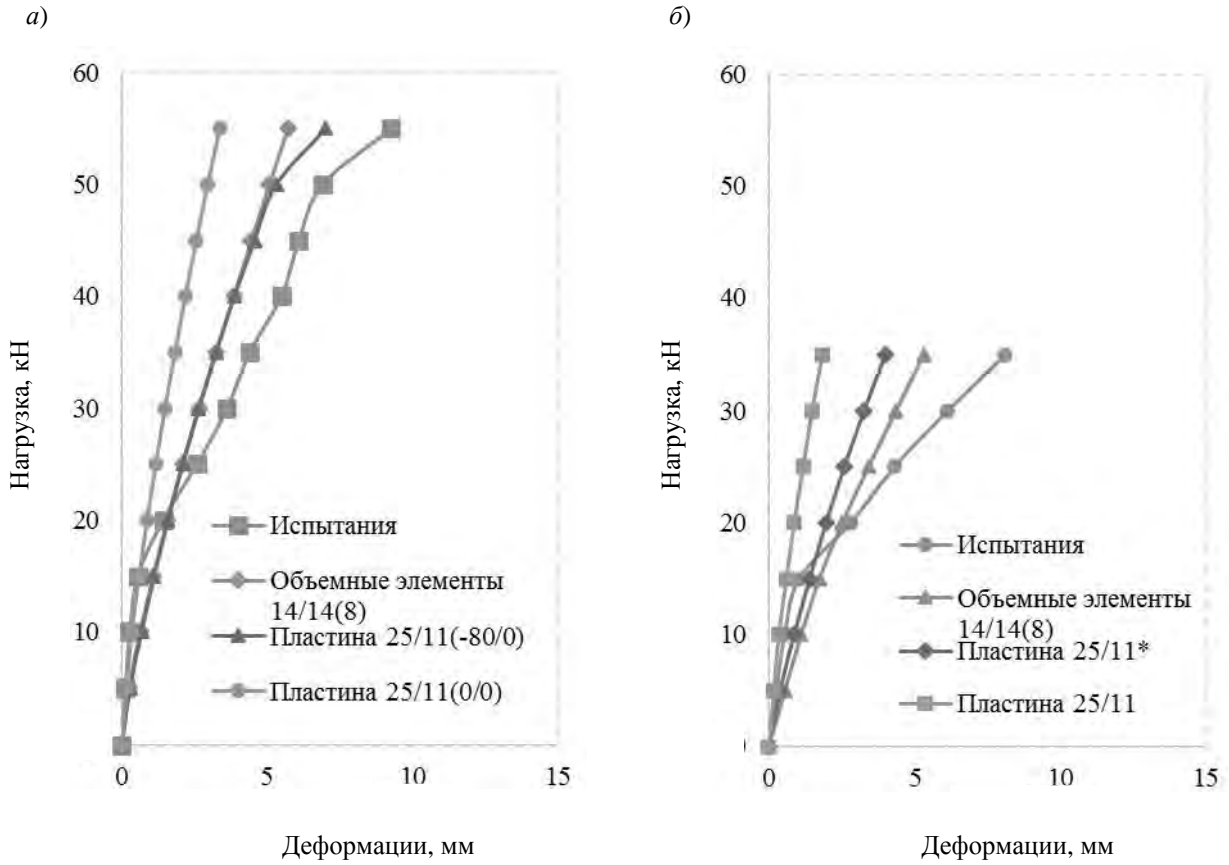 а)
60
50
40
30
20
10
Нагрузка, кН
Испытания
Объемные элементы
14/14(8)
Пластина 25/11(-80/0)
Пластина 25/11(0/0)
0
5
10
15
Деформации, мм
б)
60
50
40
30
20
10
0
Нагрузка, кН
Испытания
Объемные элементы
14/14(8)
Пластина 25/11*
Пластина 25/11
0
5
10
15
Деформации, мм